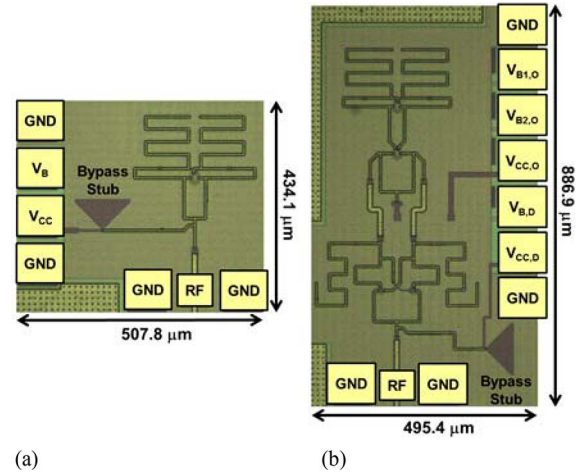 GND
V_B
Bypass
Stub
V_CC
GND
GND
RF
GND
434.1 µm
507.8 µm
(a)
GND
V_B1,O
V_B2,O
V_CC,O
V_B,D
V_CC,D
GND
GND
RF
GND
Bypass
Stub
886.9 µm
495.4 µm
(b)